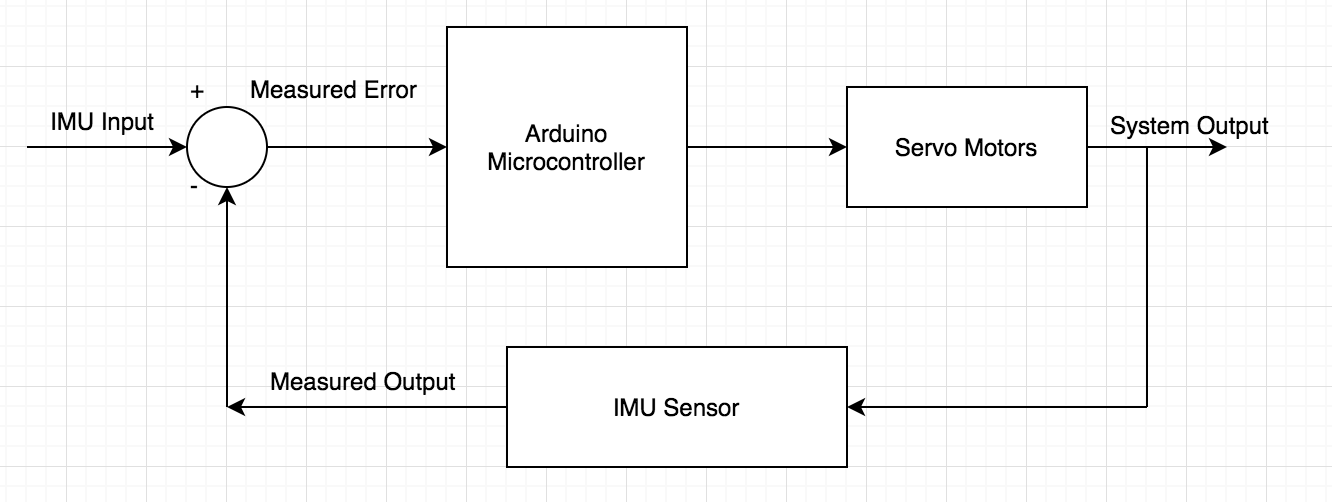 +
Measured Error
IMU Input
Arduino
Microcontroller
Servo Motors
System Output
-
Measured Output
IMU Sensor